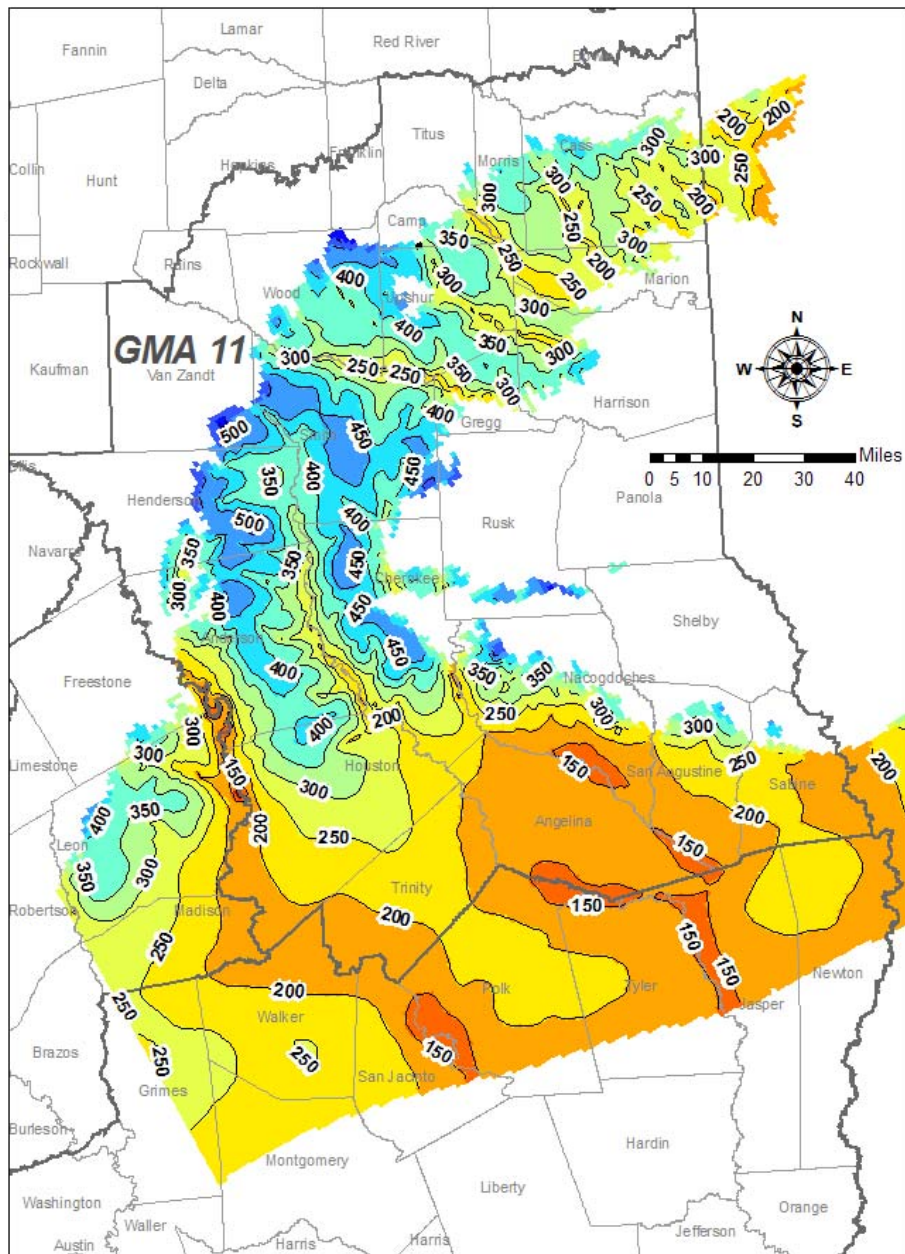 Lamar
Red River
Fannin
Delta
Titus
Cass
Franklin
Morris
Collin
Hunt
Hopkins
Camp
Rockwall
Rains
Wood
Upshur
Marion
GMA 11
Kaufman
Van Zandt
Harrison
Gregg
Smith
N
W E
S
Miles
0 5 10 20 30 40
Ellis
Henderson
Rusk
Panola
Navarro
Cherokee
Shelby
Anderson
Freestone
Nacogdoches
Limestone
Houston
San Augustine
Sabine
Angelina
Leon
Trinity
Robertson
Madison
Newton
Polk
Tyler
Jasper
Walker
Brazos
San Jacinto
Grimes
Burleson
Hardin
Montgomery
Liberty
Washington
Orange
Waller
Jefferson
Austin
Harris
Harris
200
200
300
300
250
300
300
250
250
200
350
250
300
200
250
400
300
300
400
350
300
250
250
350
300
300
400
500
450
350
400
450
500
400
350
450
350
300
400
450
450
400
350
350
200
250
300
400
300
300
300
250
150
150
200
300
350
400
200
250
200
350
300
150
150
200
150
250
150
200
250
250
250
150